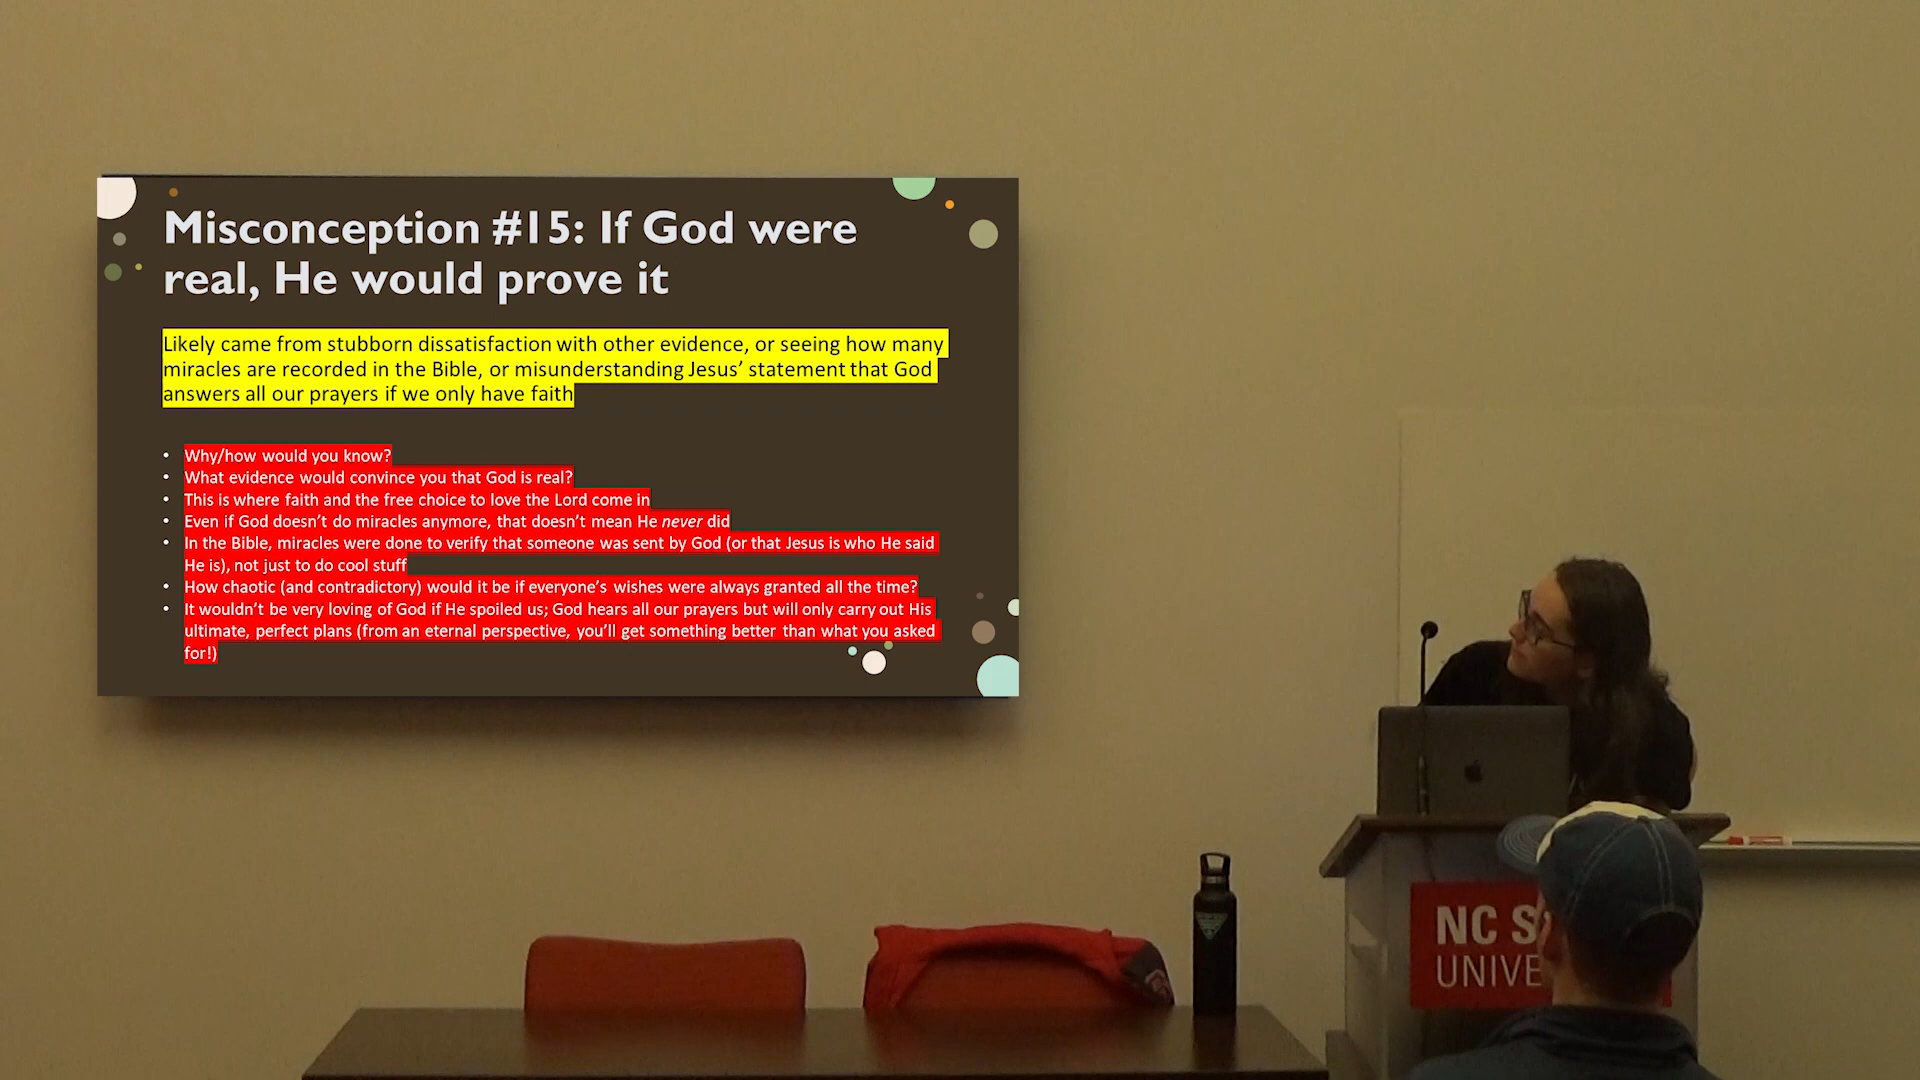 Misconception #15: If God were
real, He would prove it
Likely came from stubborn dissatisfaction with other evidence, or seeing how many
miracles are recorded in the Bible, or misunderstanding Jesus’ statement that God
answers all our prayers if we only have faith
• Why/how would you know?
• What evidence would convince you that God is real?
• This is where faith and the free choice to love the Lord come in
• Even if God doesn’t do miracles anymore, that doesn’t mean He never did
• In the Bible, miracles were done to verify that someone was sent by God (or that Jesus is who He said
He is), not just to do cool stuff
• How chaotic (and contradictory) would it be if everyone’s wishes were always granted all the time?
• It wouldn’t be very loving of God if He spoiled us; God hears all our prayers but will only carry out His
ultimate, perfect plans (from an eternal perspective, you’ll get something better than what you asked
for!)
NC S
UNIVE